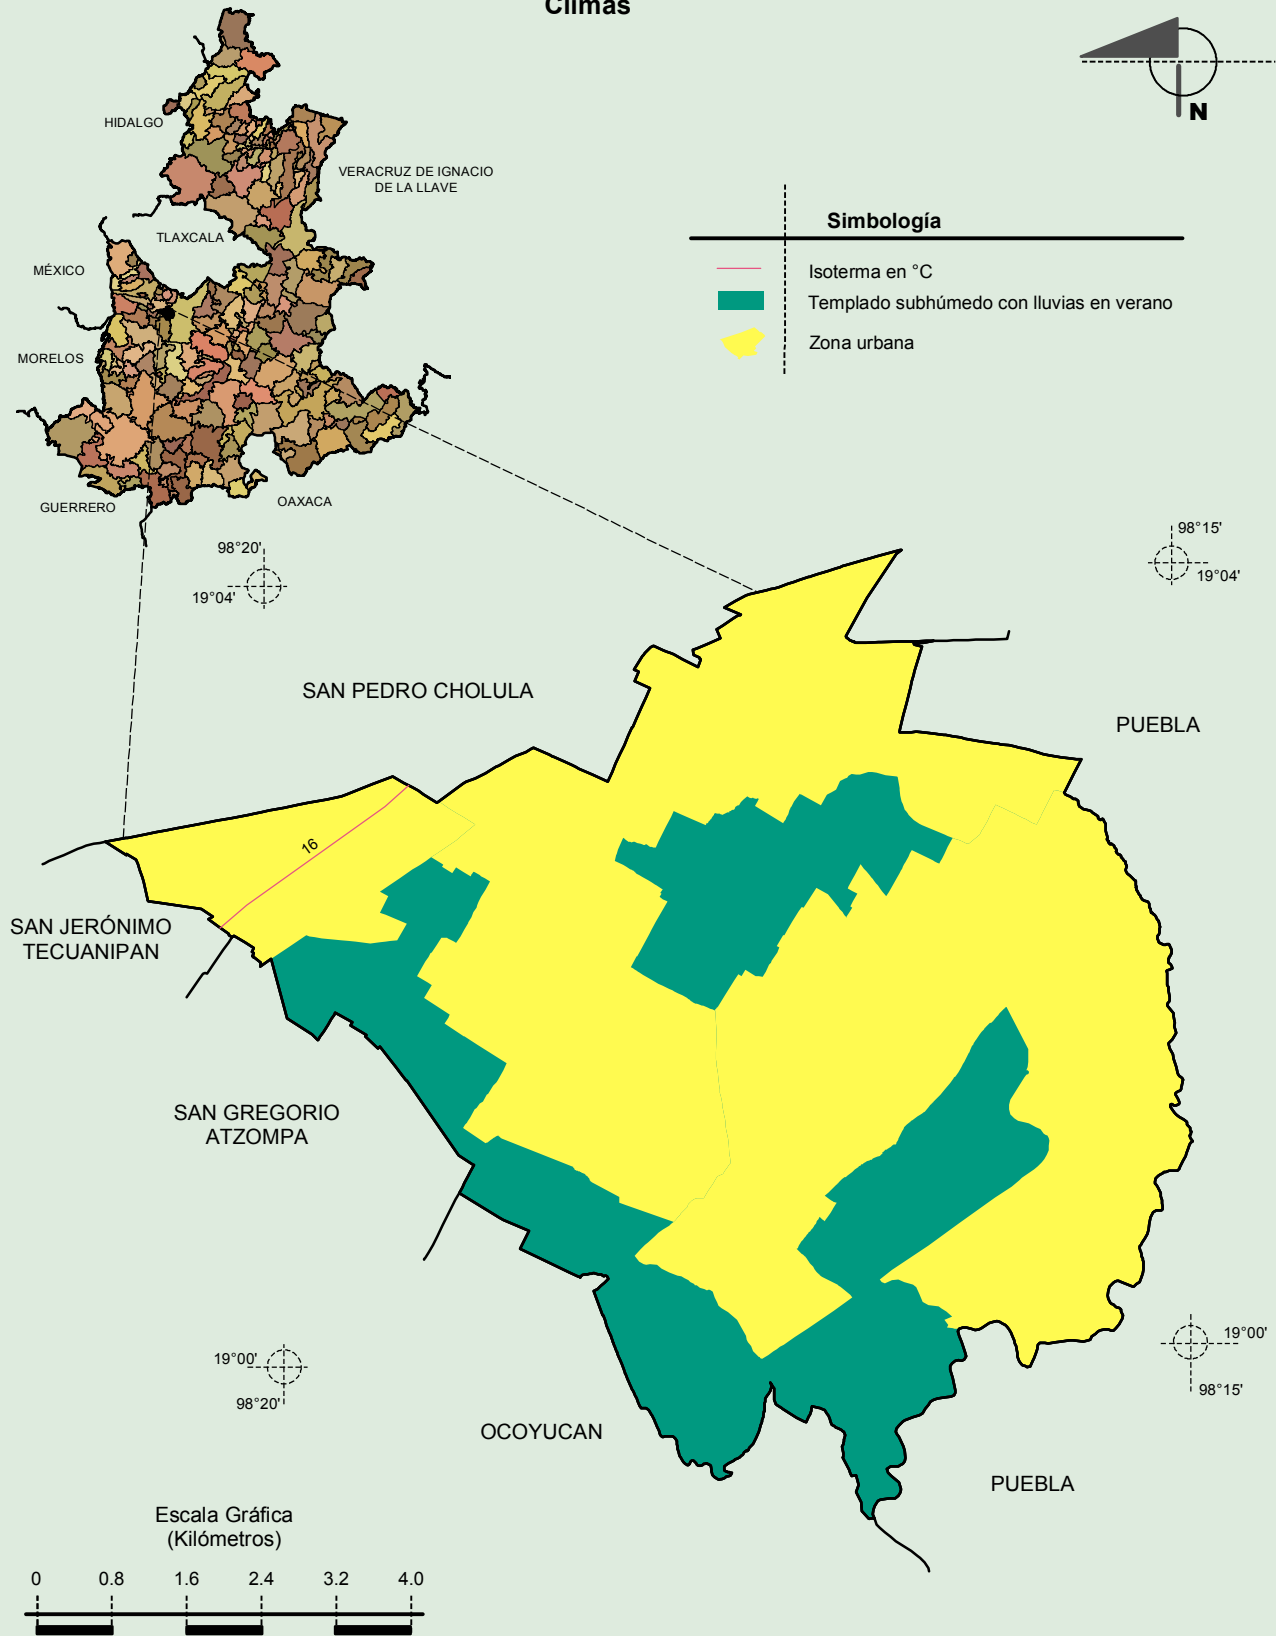 Climas
N
HIDALGO
VERACRUZ DE IGNACIO
DE LA LLAVE
TLAXCALA
MÉXICO
MORELOS
GUERRERO
OAXACA
Simbología
Isoterma en °C
Templado subhúmedo con lluvias en verano
Zona urbana
98°20'
19°04'
98°15'
19°04'
SAN PEDRO CHOLULA
PUEBLA
16
SAN JERÓNIMO
TECUANIPAN
SAN GREGORIO
ATZOMPA
19°00'
98°20'
19°00'
98°15'
OCOYUCAN
PUEBLA
Escala Gráfica
(Kilómetros)
0 0.8 1.6 2.4 3.2 4.0